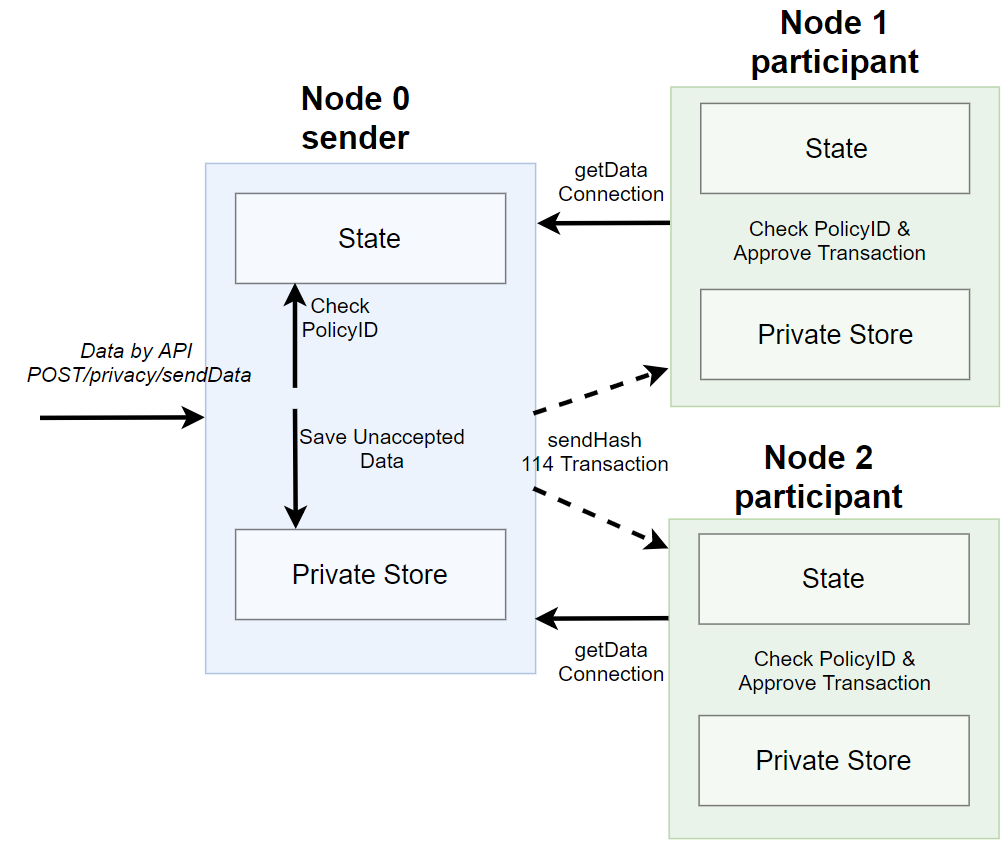 Node 0
sender
State
Check
PolicyID
Data by API
POST/privacy/sendData
Save Unaccepted
Data
Private Store
getData
Connection
sendHash
114 Transaction
getData
Connection
Node 1
participant
State
Check PolicyID &
Approve Transaction
Private Store
Node 2
participant
State
Check PolicyID &
Approve Transaction
Private Store